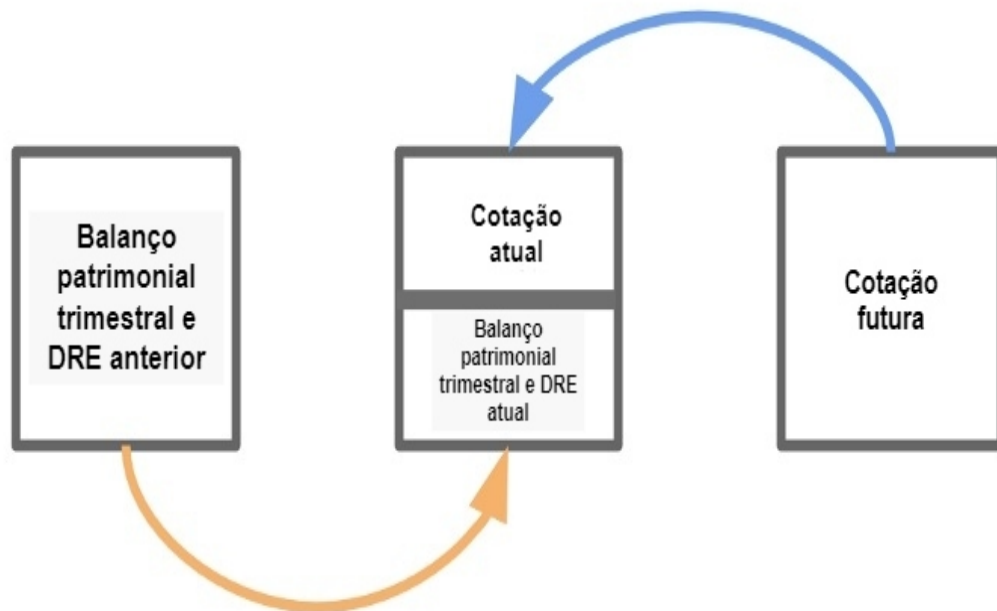 Balanço
patrimonial
trimestral e
DRE anterior
Cotação
atual
Balanço
patrimonial
trimestral e DRE
atual
Cotação
futura